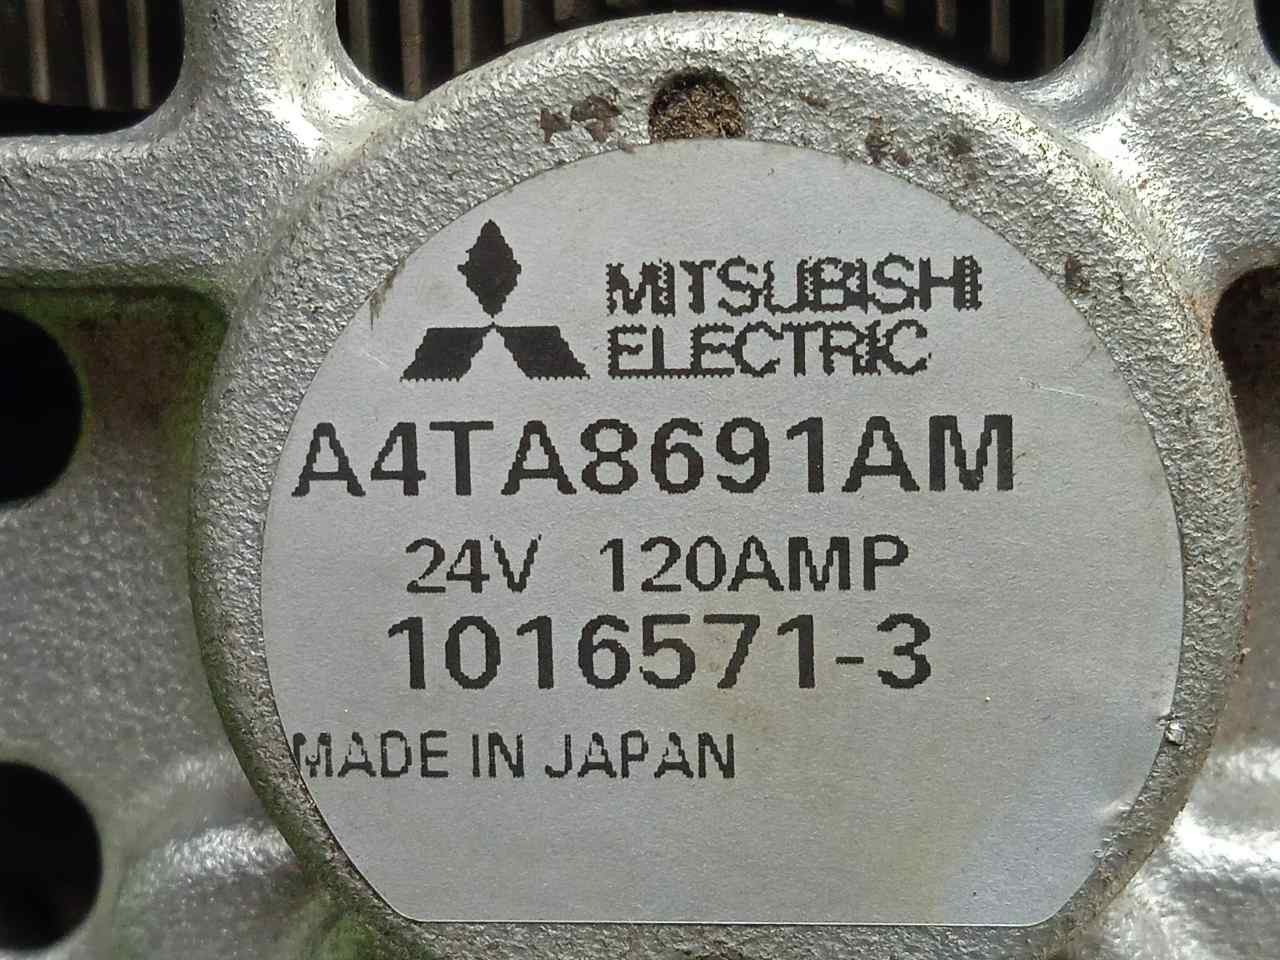 MITSUBISHI
ELECTRIC
A4TA8691AM
24V 120AMP
1016571-3
MADE IN JAPAN